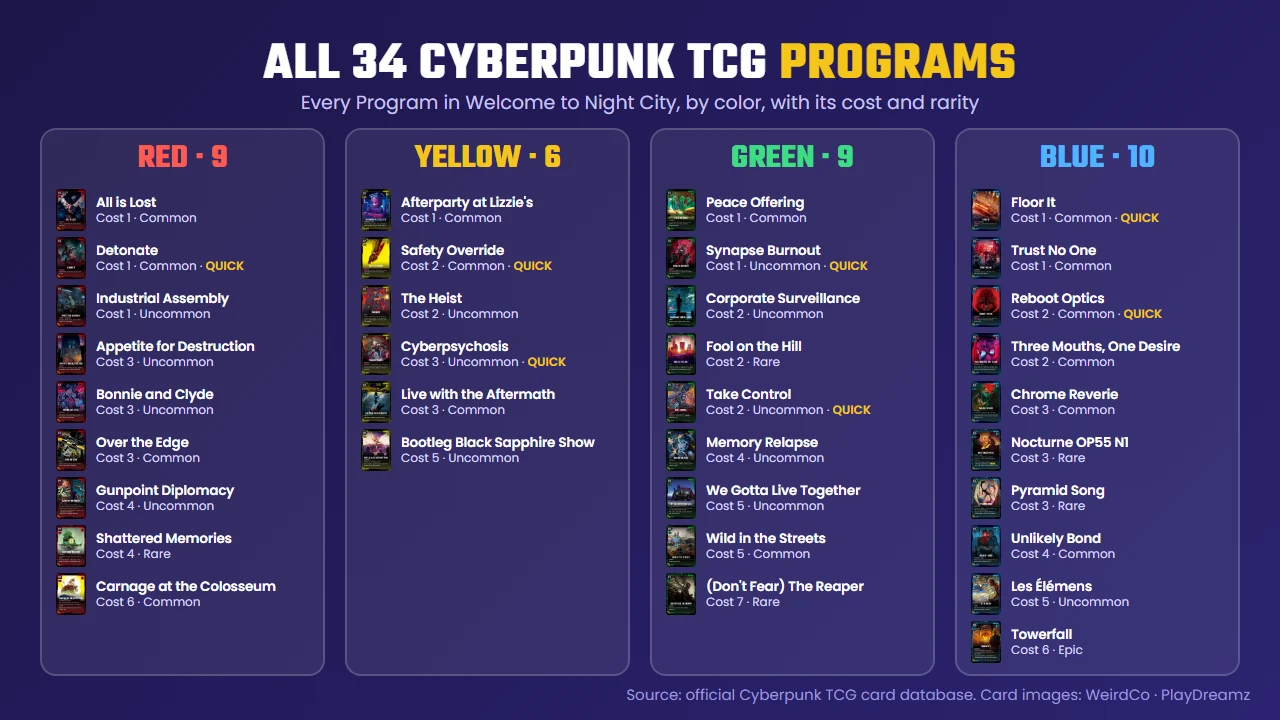 ALL 34 CYBERPUNK TCG PROGRAMS
Every Program in Welcome to Night City, by color, with its cost and rarity
RED · 9
All is Lost
Cost 1 · Common
Detonate
Cost 1 · Common · QUICK
Industrial Assembly
Cost 1 · Uncommon
Appetite for Destruction
Cost 3 · Uncommon
Bonnie and Clyde
Cost 3 · Uncommon
Over the Edge
Cost 3 · Common
Gunpoint Diplomacy
Cost 4 · Uncommon
Shattered Memories
Cost 4 · Rare
Carnage at the Colosseum
Cost 6 · Common
YELLOW · 6
Afterparty at Lizzie's
Cost 1 · Common
Safety Override
Cost 2 · Common · QUICK
The Heist
Cost 2 · Uncommon
Cyberpsychosis
Cost 3 · Uncommon · QUICK
Live with the Aftermath
Cost 3 · Common
Bootleg Black Sapphire Show
Cost 5 · Uncommon
GREEN · 9
Peace Offering
Cost 1 · Common
Synapse Burnout
Cost 1 · Uncommon · QUICK
Corporate Surveillance
Cost 2 · Uncommon
Fool on the Hill
Cost 2 · Rare
Take Control
Cost 2 · Uncommon · QUICK
Memory Relapse
Cost 4 · Uncommon
We Gotta Live Together
Cost 5 · Uncommon
Wild in the Streets
Cost 5 · Common
(Don't Fear) The Reaper
Cost 7 · Rare
BLUE · 10
Floor It
Cost 1 · Common · QUICK
Trust No One
Cost 1 · Common
Reboot Optics
Cost 2 · Common · QUICK
Three Mouths, One Desire
Cost 2 · Common
Chrome Reverie
Cost 3 · Common
Nocturne OP55 N1
Cost 3 · Rare
Pyramid Song
Cost 3 · Rare
Unlikely Bond
Cost 4 · Common
Les Élémens
Cost 5 · Uncommon
Towerfall
Cost 6 · Epic
Source: official Cyberpunk TCG card database. Card images: WeirdCo · PlayDreamz